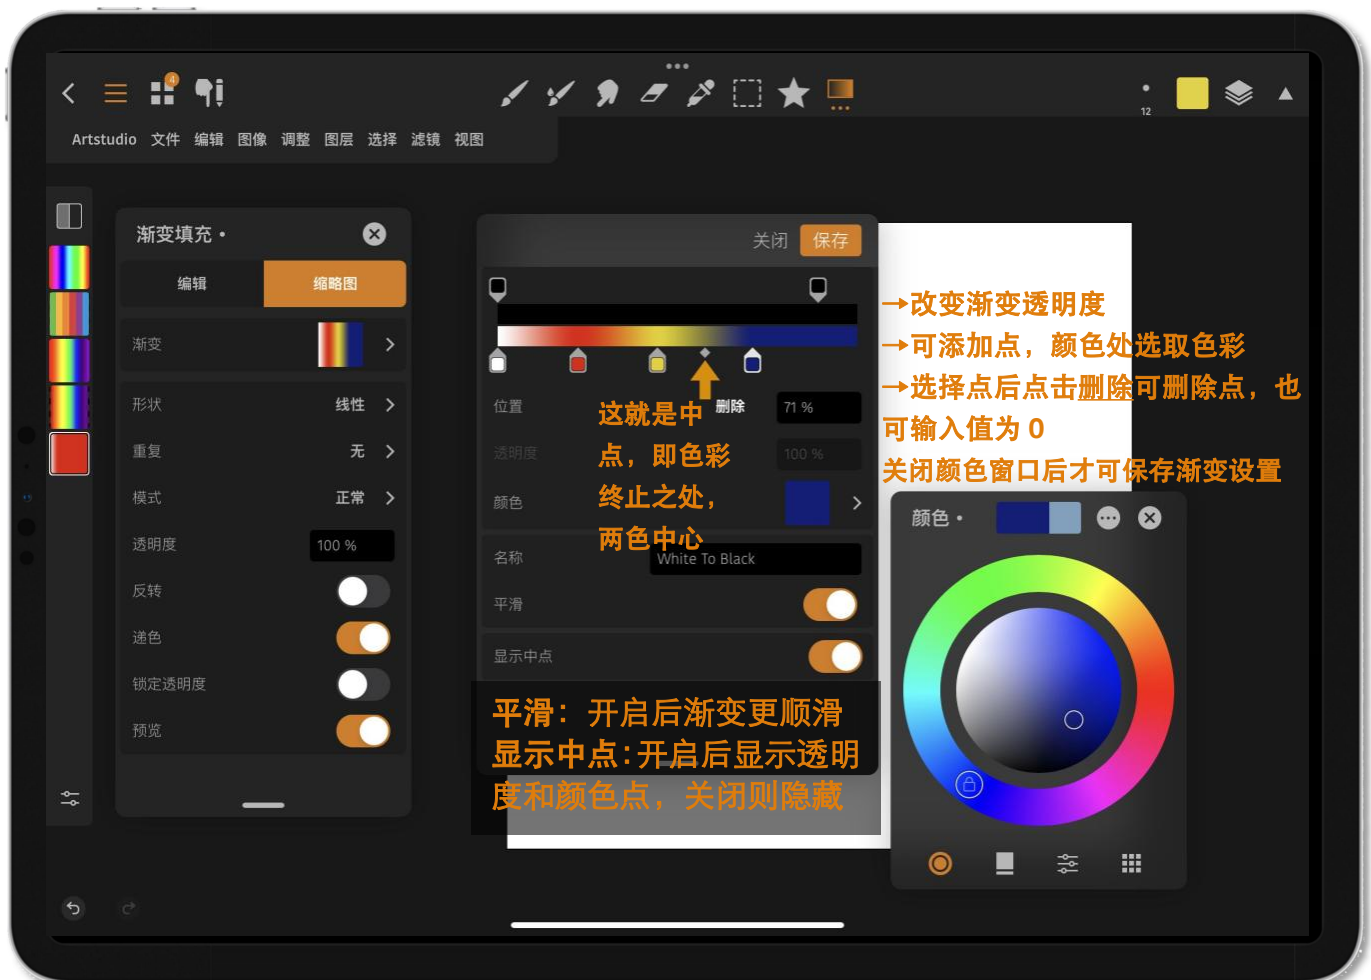 4
12
Artstudio 文件 编辑 图像 调整 图层 选择 滤镜 视图
渐变填充•
编辑 缩略图
渐变
形状 线性
重复 无
模式 正常
透明度 100 %
反转
递色
锁定透明度
预览
关闭 保存
位置 删除 71 %
透明度 100 %
颜色
名称 White To Black
平滑
显示中点
这就是中
点，即色彩
终止之处，
两色中心
→改变渐变透明度
→可添加点，颜色处选取色彩
→选择点后点击删除可删除点，也
可输入值为 0
关闭颜色窗口后才可保存渐变设置
颜色•
平滑：开启后渐变更顺滑
显示中点:开启后显示透明
度和颜色点，关闭则隐藏